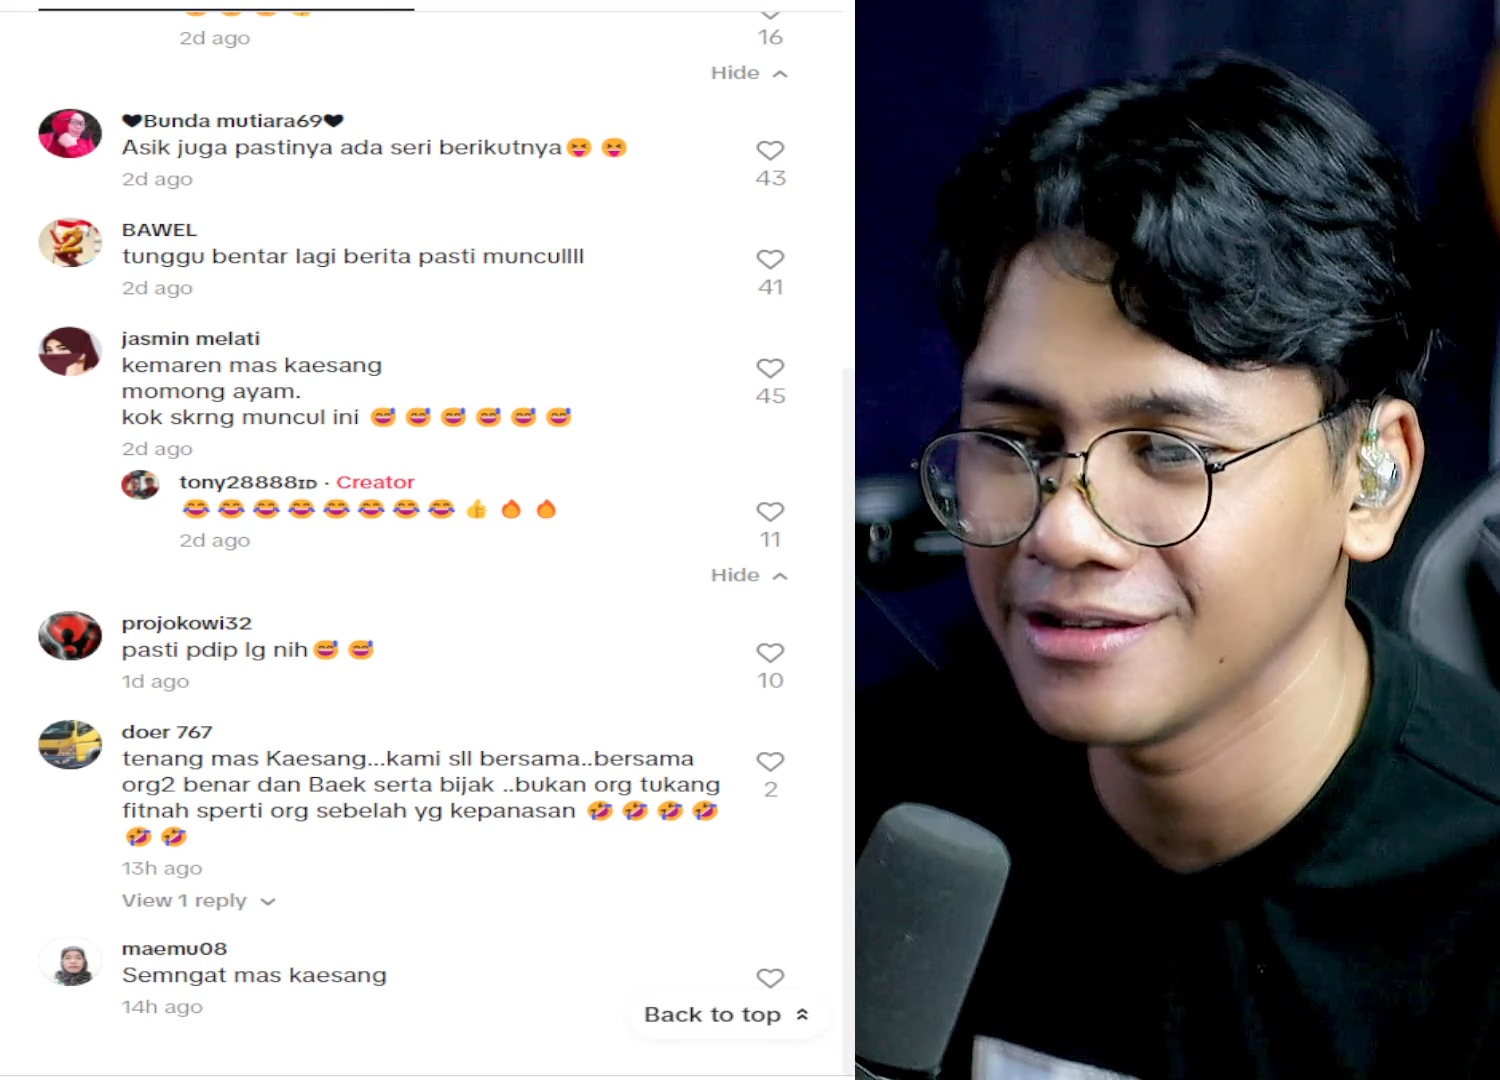 2d ago
16
Hide
♥Bunda mutiara69♥
Asik juga pastinya ada seri berikutnya😝 😝
2d ago
43
BAWEL
tunggu bentar lagi berita pasti muncullll
2d ago
41
jasmin melati
kemaren mas kaesang
momong ayam.
kok skrng muncul ini 😅 😅 😅 😅 😅 😅
2d ago
45
tony28888ɪᴅ · Creator
😂 😂 😂 😂 😂 😂 😂 😂 👍 🔥 🔥
2d ago
11
Hide
projokowi32
pasti pdip lg nih😅 😅
1d ago
10
doer 767
tenang mas Kaesang...kami sll bersama..bersama
org2 benar dan Baek serta bijak ..bukan org tukang
fitnah sperti org sebelah yg kepanasan 🤣 🤣 🤣 🤣
🤣 🤣
13h ago
2
View 1 reply
maemu08
Semngat mas kaesang
14h ago
Back to top